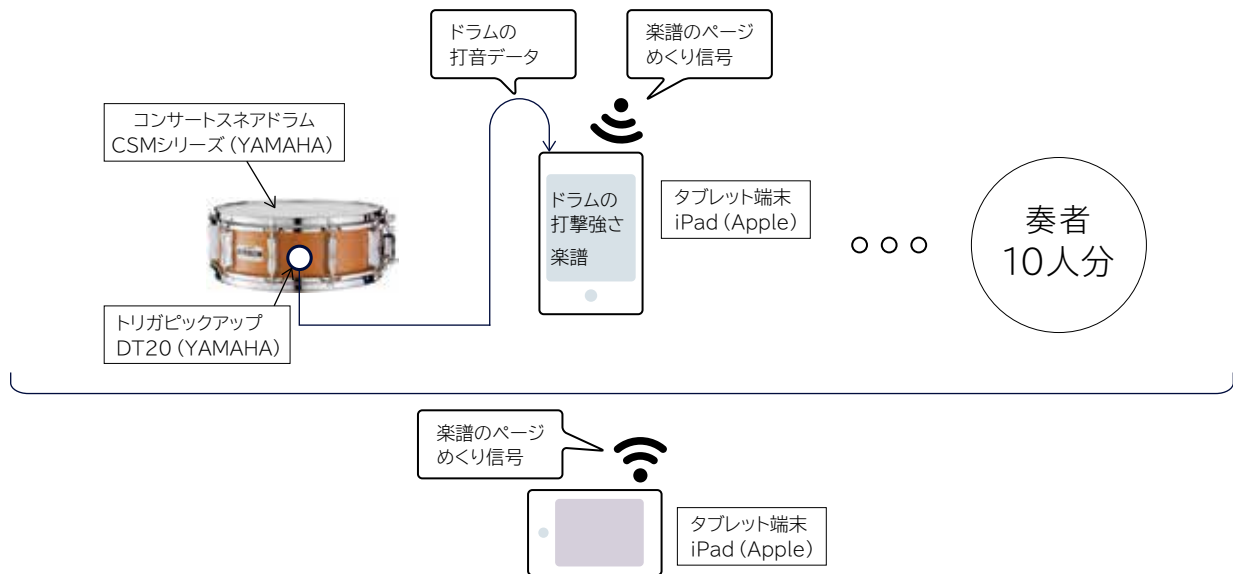 ドラムの
打音データ
楽譜のページ
めくり信号
コンサートスネアドラム
CSMシリーズ（YAMAHA）
ドラムの
打撃強さ
楽譜
タブレット端末
iPad（Apple）
奏者
10人分
トリガピックアップ
DT20（YAMAHA）
楽譜のページ
めくり信号
タブレット端末
iPad（Apple）